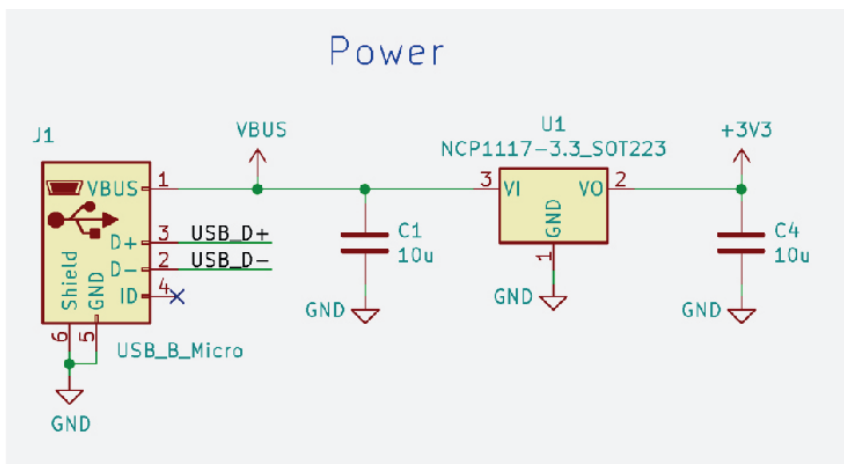 Power
J1
VBUS
U1
NCP1117-3.3_SOT223
+3V3
VBUS
1
3
VI
VO
2
D+
3
USB_D+
D-
2
USB_D-
ID
4
Shield
GND
6
5
USB_B_Micro
GND
C1
10u
GND
GND
1
GND
C4
10u
GND